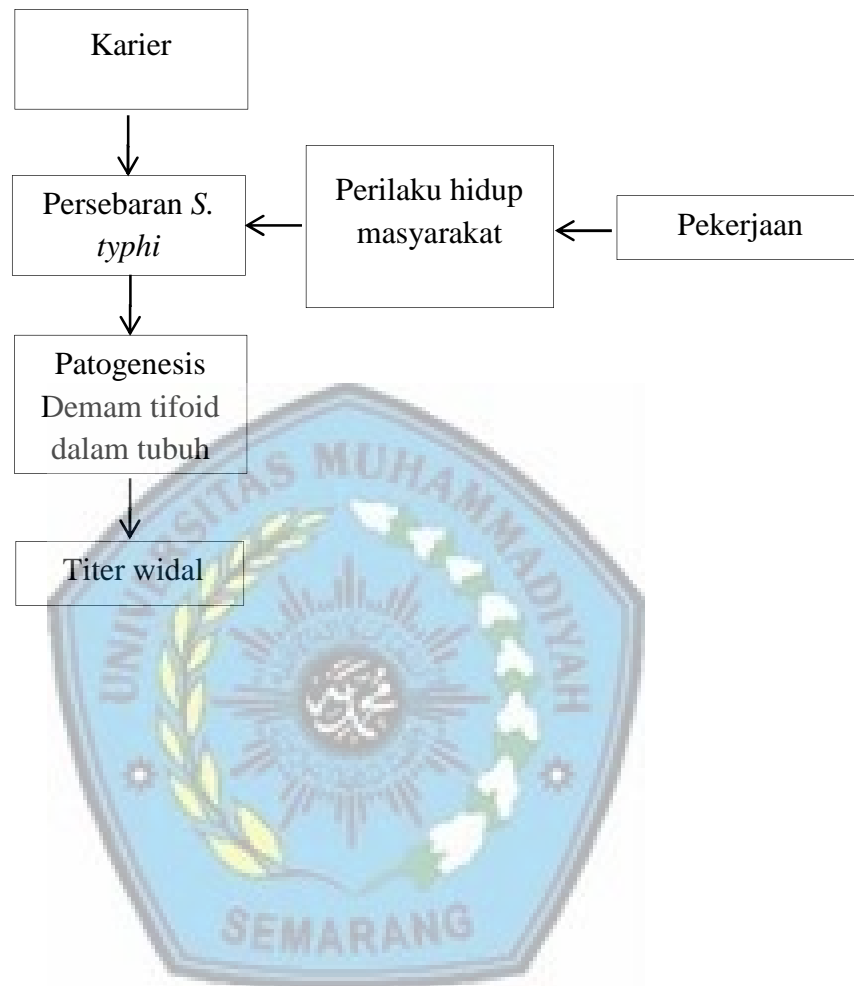 Karier
Persebaran S.
typhi
Perilaku hidup
masyarakat
Pekerjaan
Patogenesis
Demam tifoid
dalam tubuh
Titer widal
UNIVERSITAS MUHAMMADIYAH
SEMARANG